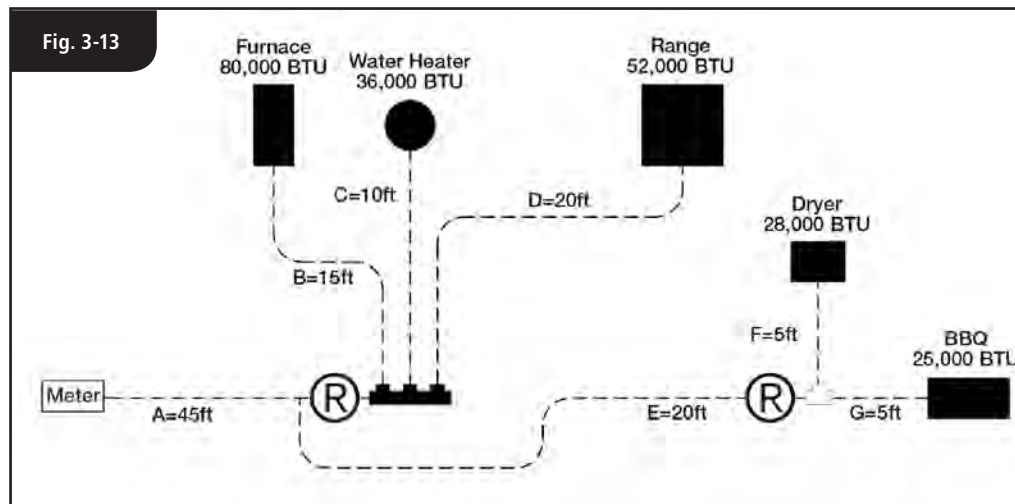 Fig. 3-13
Furnace
80,000 BTU
Water Heater
36,000 BTU
Range
52,000 BTU
C=10ft
D=20ft
Dryer
28,000 BTU
B=15ft
F=5ft
BBQ
25,000 BTU
Meter
R
R
A=45ft
E=20ft
G=5ft